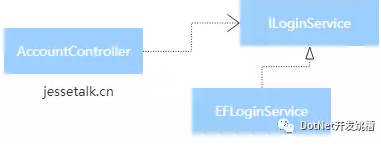 ILoginService
AccountController
jessetalk.cn
EFLoginService
DotNet开发跳槽